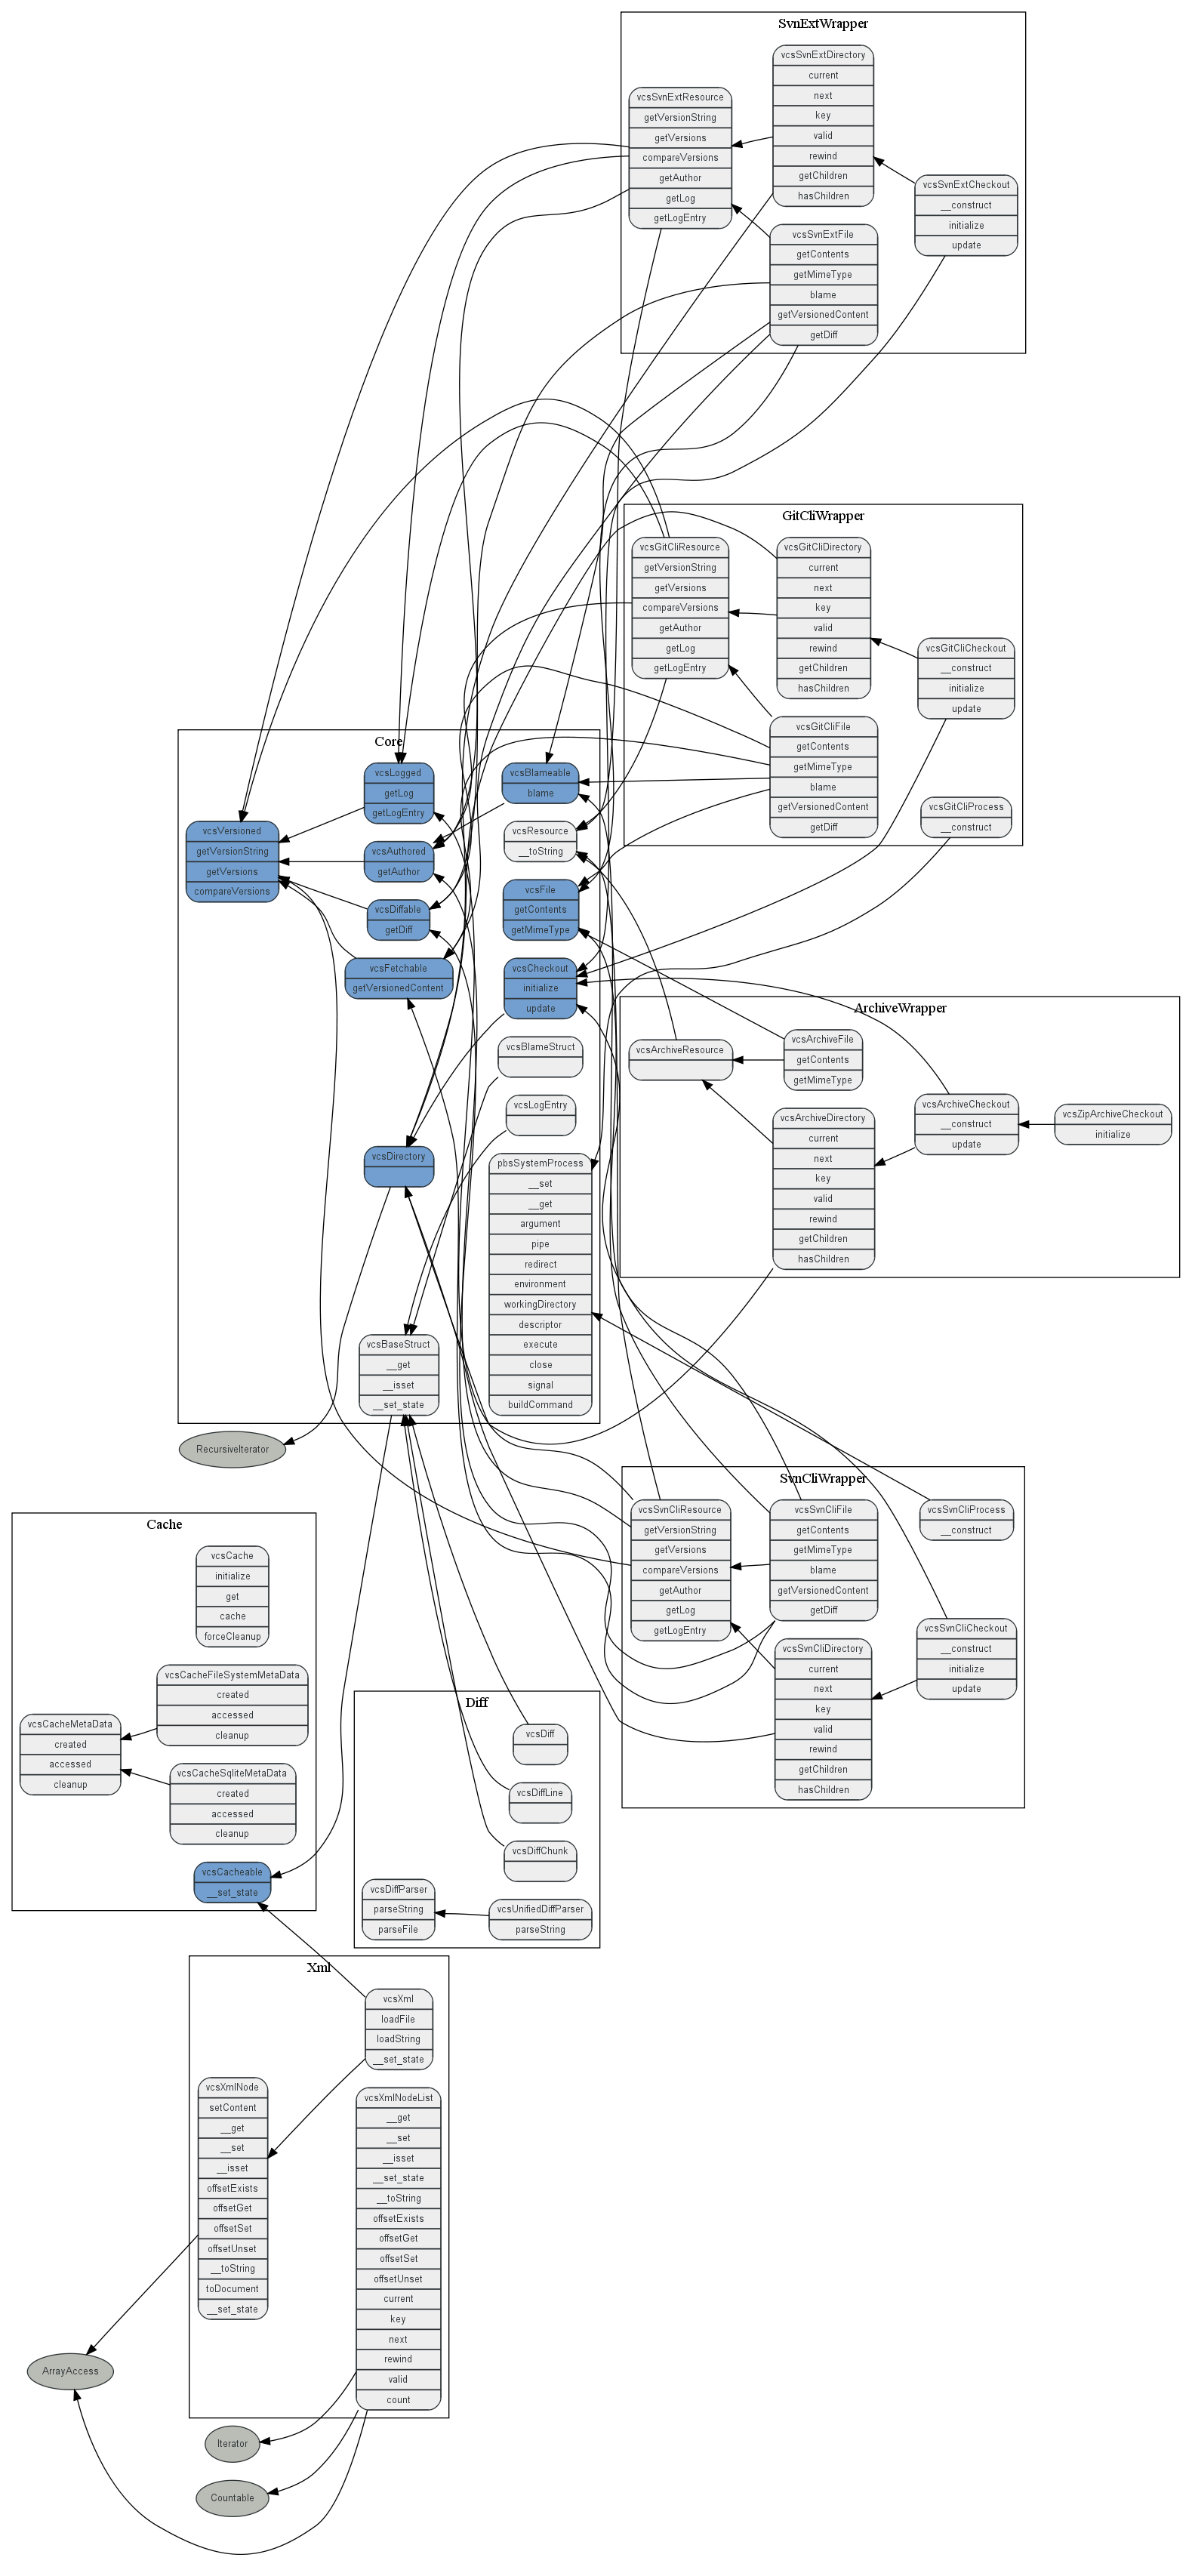 SvnExtWrapper
vcsSvnExtResource
getVersionString
getVersions
compareVersions
getAuthor
getLog
getLogEntry
vcsSvnExtDirectory
current
next
key
valid
rewind
getChildren
hasChildren
vcsSvnExtFile
getContents
getMimeType
blame
getVersionedContent
getDiff
vcsSvnExtCheckout
__construct
initialize
update
GitCliWrapper
vcsGitCliResource
getVersionString
getVersions
compareVersions
getAuthor
getLog
getLogEntry
vcsGitCliDirectory
current
next
key
valid
rewind
getChildren
hasChildren
vcsGitCliFile
getContents
getMimeType
blame
getVersionedContent
getDiff
vcsGitCliCheckout
__construct
initialize
update
vcsGitCliProcess
__construct
Core
vcsVersioned
getVersionString
getVersions
compareVersions
vcsLogged
getLog
getLogEntry
vcsAuthored
getAuthor
vcsDiffable
getDiff
vcsFetchable
getVersionedContent
vcsDirectory
vcsBaseStruct
__get
__isset
__set_state
vcsBlameable
blame
vcsResource
__toString
vcsFile
getContents
getMimeType
vcsCheckout
initialize
update
vcsBlameStruct
vcsLogEntry
pbsSystemProcess
__set
__get
argument
pipe
redirect
environment
workingDirectory
descriptor
execute
close
signal
buildCommand
ArchiveWrapper
vcsArchiveResource
vcsArchiveFile
getContents
getMimeType
vcsArchiveDirectory
current
next
key
valid
rewind
getChildren
hasChildren
vcsArchiveCheckout
__construct
update
vcsZipArchiveCheckout
initialize
RecursiveIterator
SvnCliWrapper
vcsSvnCliResource
getVersionString
getVersions
compareVersions
getAuthor
getLog
getLogEntry
vcsSvnCliFile
getContents
getMimeType
blame
getVersionedContent
getDiff
vcsSvnCliDirectory
current
next
key
valid
rewind
getChildren
hasChildren
vcsSvnCliProcess
__construct
vcsSvnCliCheckout
__construct
initialize
update
Cache
vcsCache
initialize
get
cache
forceCleanup
vcsCacheFileSystemMetaData
created
accessed
cleanup
vcsCacheMetaData
created
accessed
cleanup
vcsCacheSqliteMetaData
created
accessed
cleanup
vcsCacheable
__set_state
Diff
vcsDiff
vcsDiffLine
vcsDiffChunk
vcsDiffParser
parseString
parseFile
vcsUnifiedDiffParser
parseString
Xml
vcsXml
loadFile
loadString
__set_state
vcsXmlNode
setContent
__get
__set
__isset
offsetExists
offsetGet
offsetSet
offsetUnset
__toString
toDocument
__set_state
vcsXmlNodeList
__get
__set
__isset
__set_state
__toString
offsetExists
offsetGet
offsetSet
offsetUnset
current
key
next
rewind
valid
count
ArrayAccess
Iterator
Countable